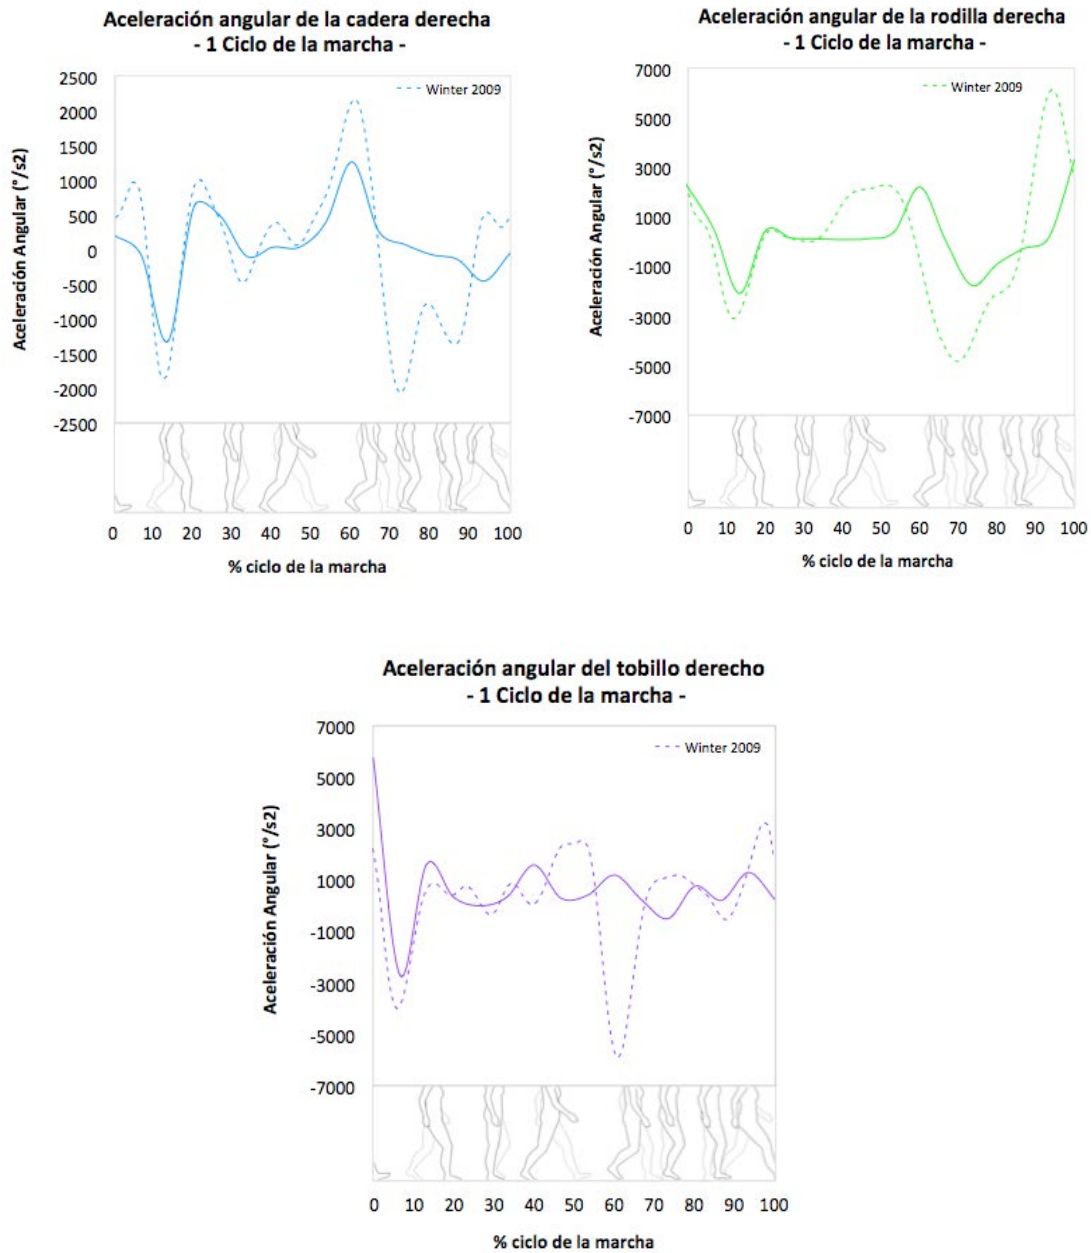 Aceleración angular de la cadera derecha
- 1 Ciclo de la marcha -
Winter 2009
Aceleración Angular (°/s2)
2500
2000
1500
1000
500
0
-500
-1000
-1500
-2000
-2500
0 10 20 30 40 50 60 70 80 90 100
% ciclo de la marcha
Aceleración angular de la rodilla derecha
- 1 Ciclo de la marcha -
Winter 2009
Aceleración Angular (°/s2)
7000
5000
3000
1000
-1000
-3000
-5000
-7000
0 10 20 30 40 50 60 70 80 90 100
% ciclo de la marcha
Aceleración angular del tobillo derecho
- 1 Ciclo de la marcha -
Winter 2009
Aceleración Angular (°/s2)
7000
5000
3000
1000
-1000
-3000
-5000
-7000
0 10 20 30 40 50 60 70 80 90 100
% ciclo de la marcha